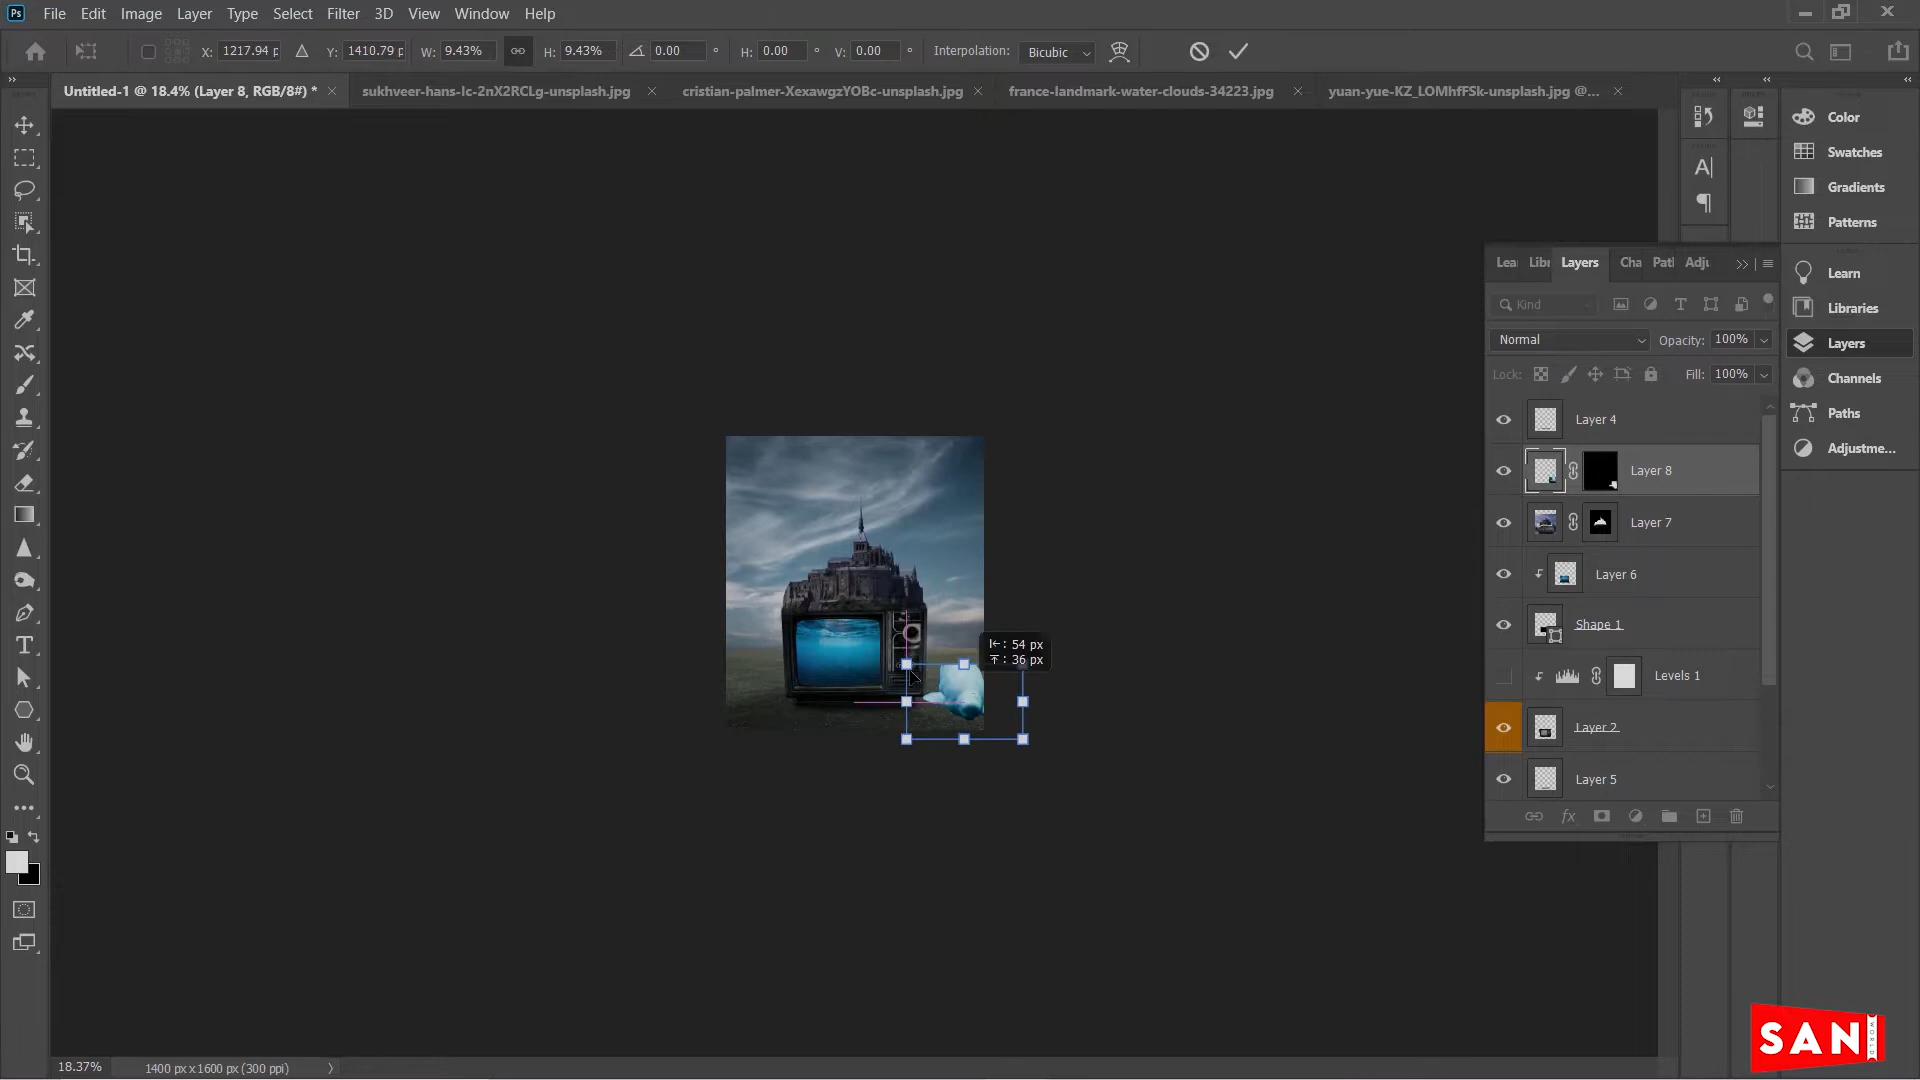 Ps File Edit Image Layer Type Select Filter 3D View Window Help
X: 1217.94 p Y: 1410.79 p W: 9.43% H: 9.43% 0.00 ° H: 0.00 ° V: 0.00 ° Interpolation: Bicubic
Untitled-1 @ 18.4% (Layer 8, RGB/8#) *
sukhveer-hans-Ic-2nX2RCLg-unsplash.jpg
cristian-palmer-XexawgzYOBc-unsplash.jpg
france-landmark-water-clouds-34223.jpg
yuan-yue-KZ_LOMhfFSk-unsplash.jpg @...
Color
Swatches
Gradients
Patterns
Learn
Libraries
Layers
Channels
Paths
Adjustme...
Lea Libr Layers Cha Patl Adju
Kind
Normal Opacity: 100%
Lock: Fill: 100%
Layer 4
Layer 8
Layer 7
Layer 6
Shape 1
Levels 1
Layer 2
Layer 5
fx
: 54 px
: 36 px
18.37% 1400 px x 1600 px (300 ppi)
SANI
WORLD